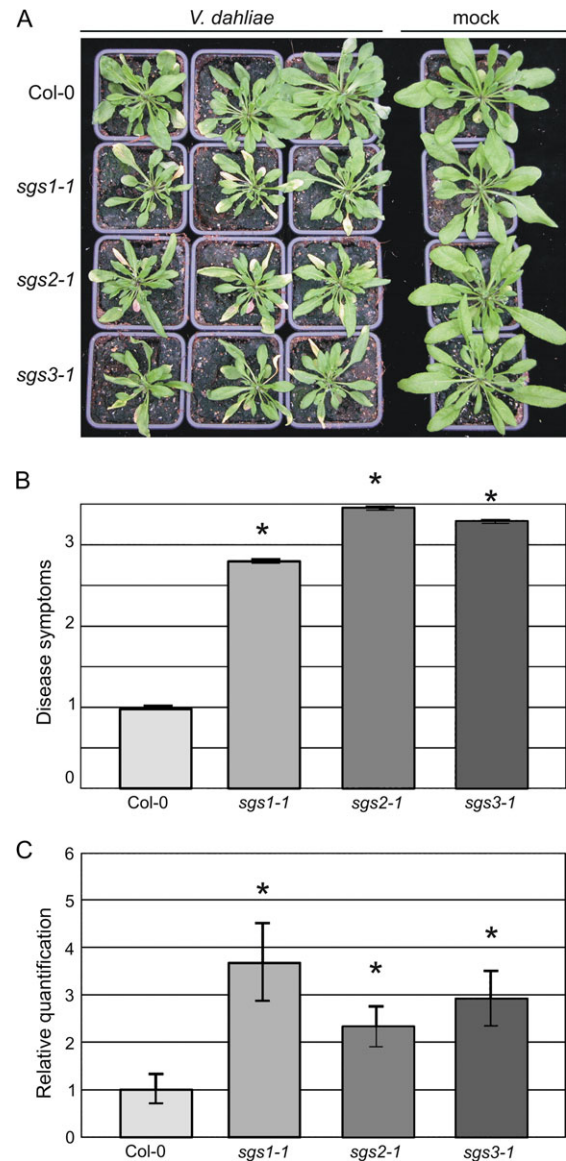 A
V. dahliae
mock
Col-0
sgs1-1
sgs2-1
sgs3-1
B
Disease symptoms
3
2
1
0
*
*
*
Col-0
sgs1-1
sgs2-1
sgs3-1
C
Relative quantification
6
5
4
3
2
1
0
*
*
*
Col-0
sgs1-1
sgs2-1
sgs3-1